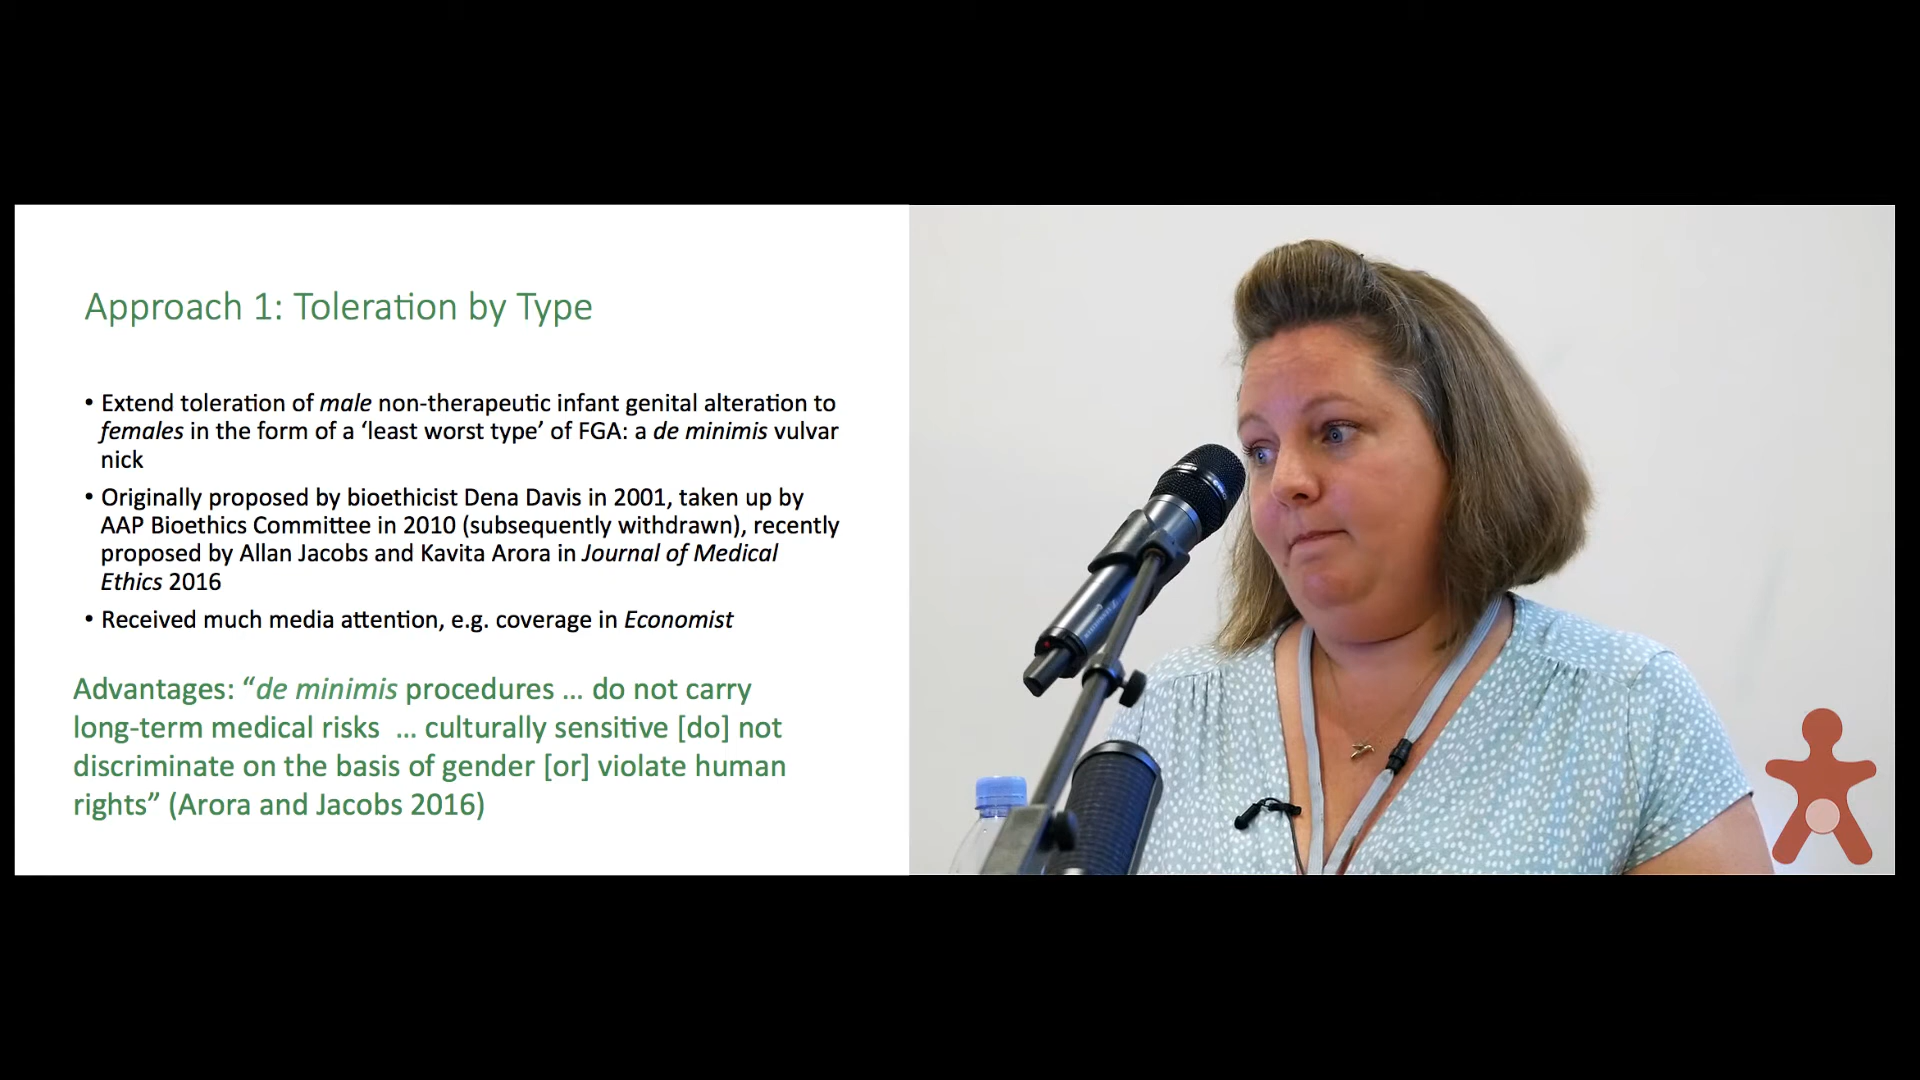 Approach 1: Toleration by Type
• Extend toleration of male non-therapeutic infant genital alteration to
females in the form of a ‘least worst type’ of FGA: a de minimis vulvar
nick
• Originally proposed by bioethicist Dena Davis in 2001, taken up by
AAP Bioethics Committee in 2010 (subsequently withdrawn), recently
proposed by Allan Jacobs and Kavita Arora in Journal of Medical
Ethics 2016
• Received much media attention, e.g. coverage in Economist
Advantages: “de minimis procedures … do not carry
long-term medical risks … culturally sensitive [do] not
discriminate on the basis of gender [or] violate human
rights” (Arora and Jacobs 2016)